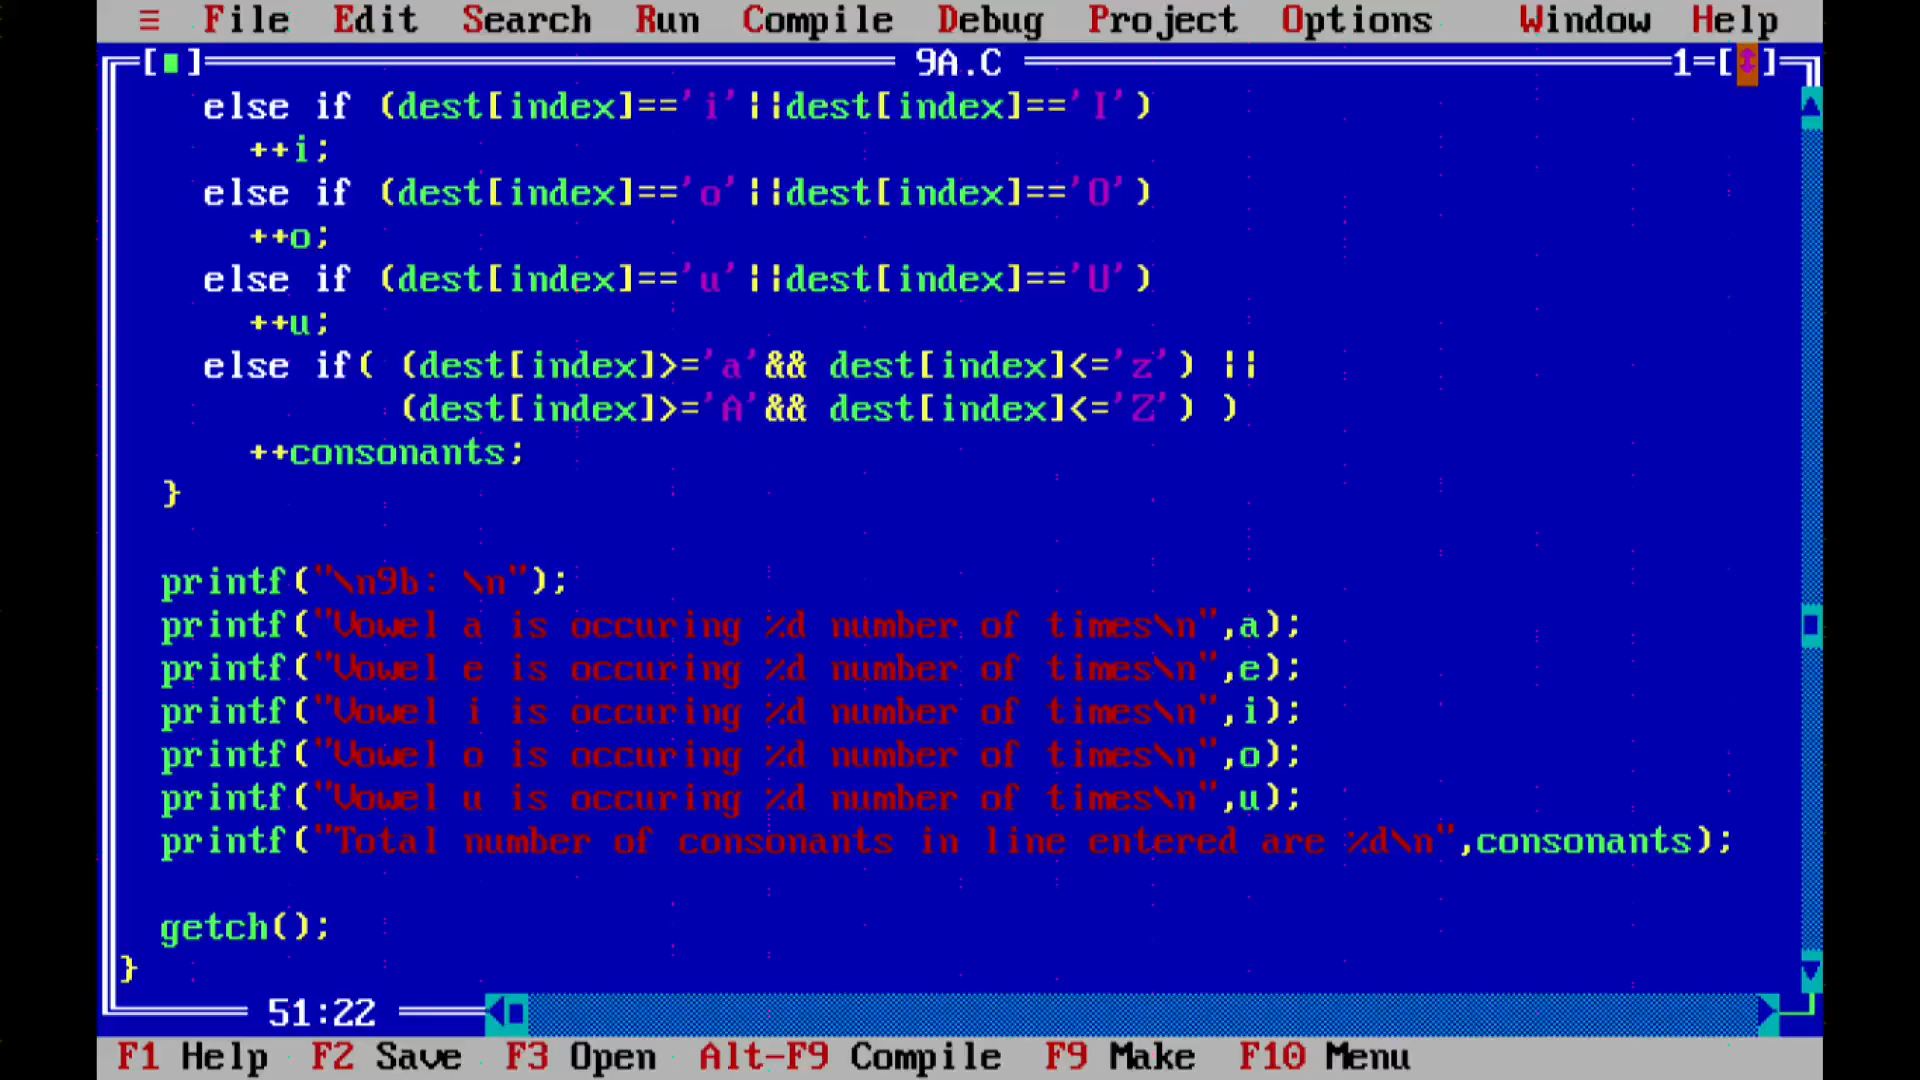 ≡ File Edit Search Run Compile Debug Project Options Window Help
[■] 9A.C 1=[↕]
else if (dest[index]=='i'||dest[index]=='I')
++i;
else if (dest[index]=='o'||dest[index]=='O')
++o;
else if (dest[index]=='u'||dest[index]=='U')
++u;
else if( (dest[index]>='a'&& dest[index]<='z') ||
(dest[index]>='A'&& dest[index]<='Z') )
++consonants;
}
printf("\n9b: \n");
printf("Vowel a is occuring %d number of times\n",a);
printf("Vowel e is occuring %d number of times\n",e);
printf("Vowel i is occuring %d number of times\n",i);
printf("Vowel o is occuring %d number of times\n",o);
printf("Vowel u is occuring %d number of times\n",u);
printf("Total number of consonants in line entered are %d\n",consonants);
getch();
}
51:22
F1 Help F2 Save F3 Open Alt-F9 Compile F9 Make F10 Menu